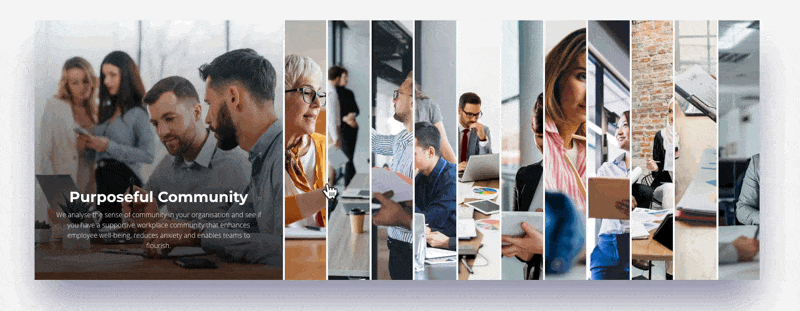 Purposeful Community
We analyse the sense of community in your organisation and see if
you have a supportive workplace community that enhances
employee well-being, reduces anxiety and enables teams to
flourish.